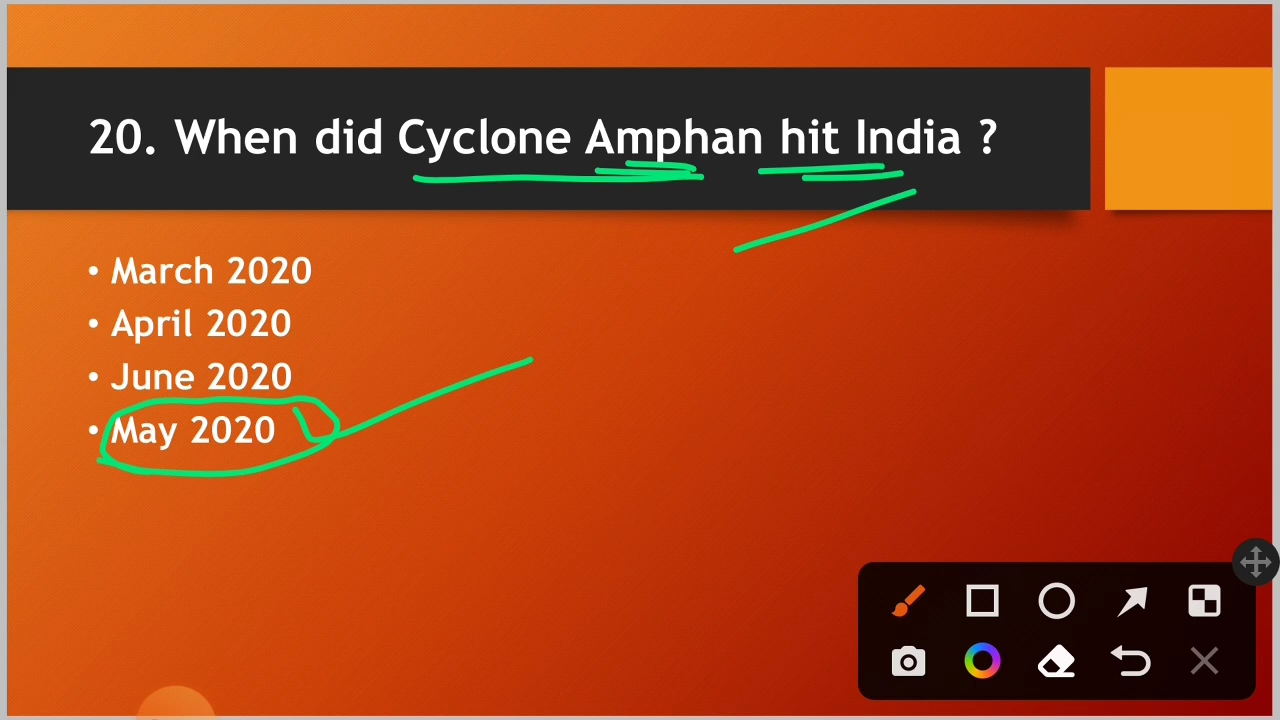 20. When did Cyclone Amphan hit India ?
• March 2020
• April 2020
• June 2020
• May 2020